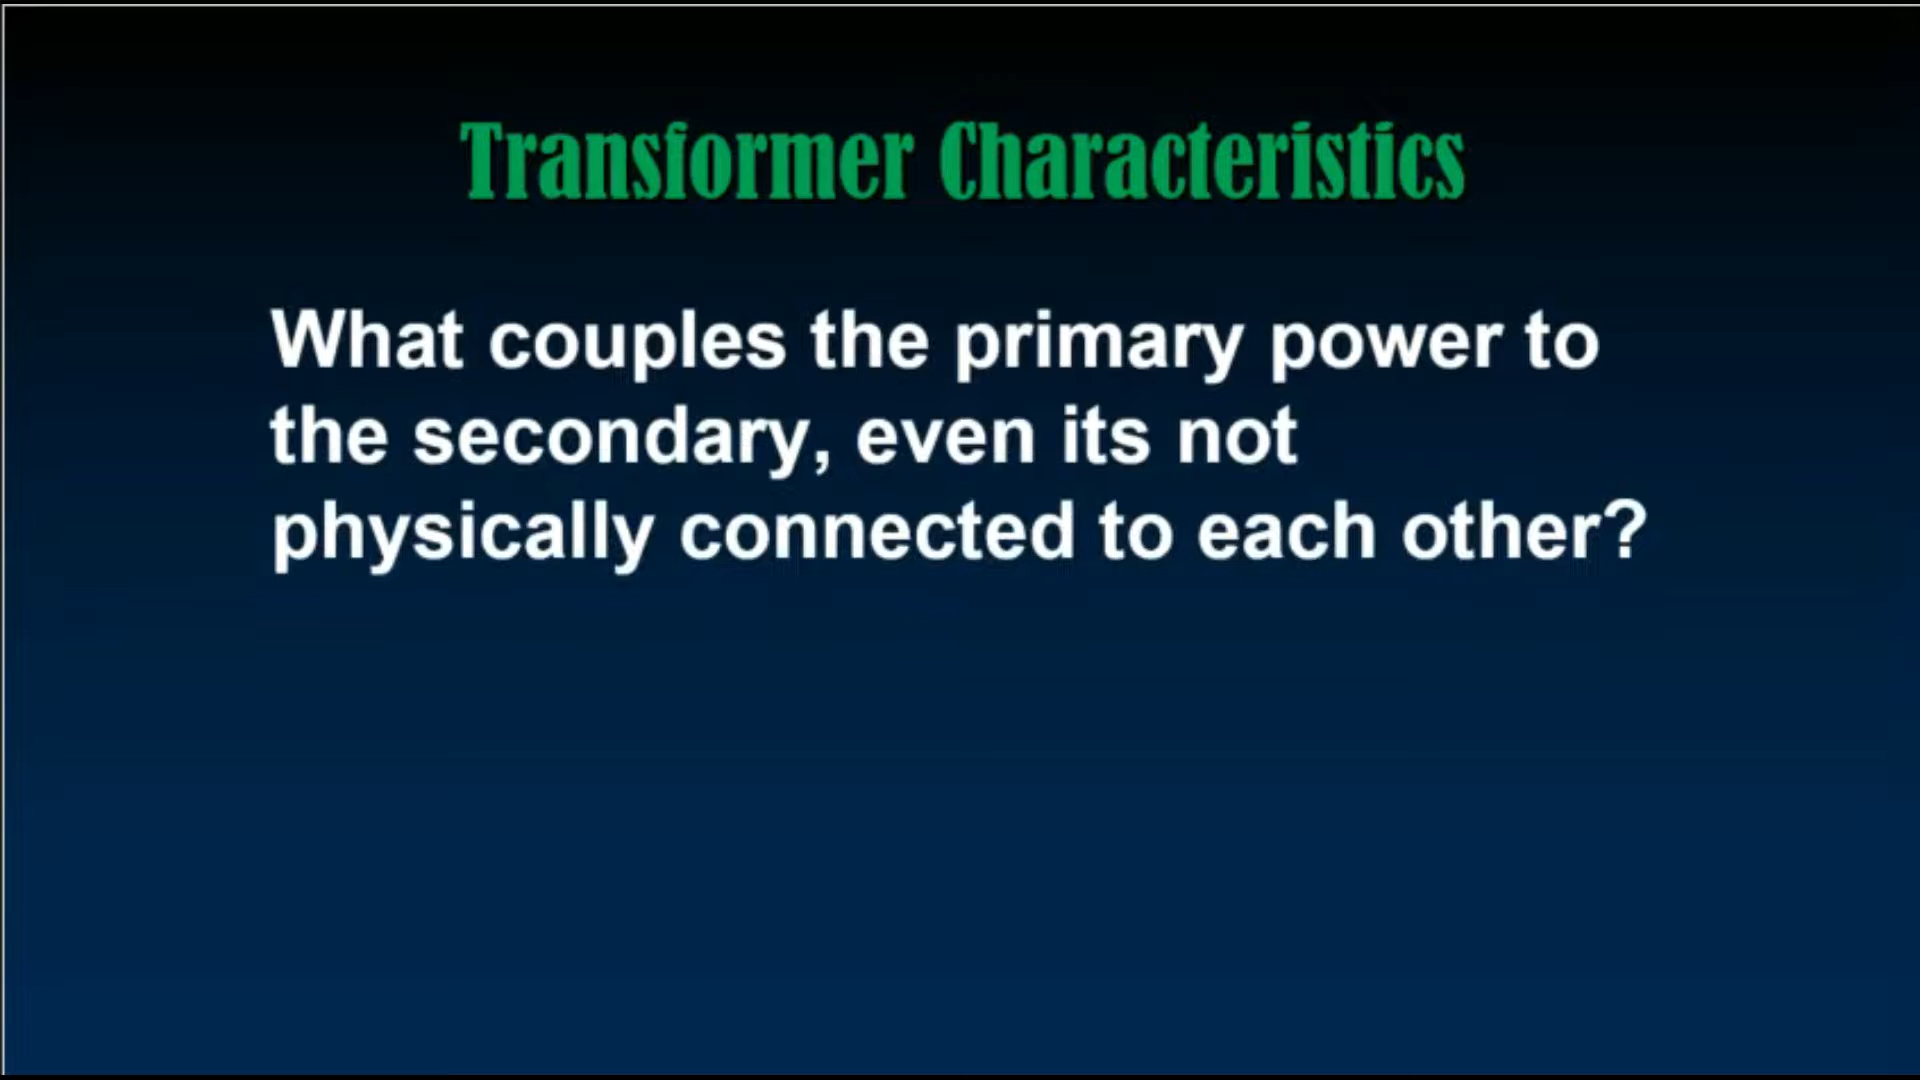 Transformer Characteristics
What couples the primary power to
the secondary, even its not
physically connected to each other?